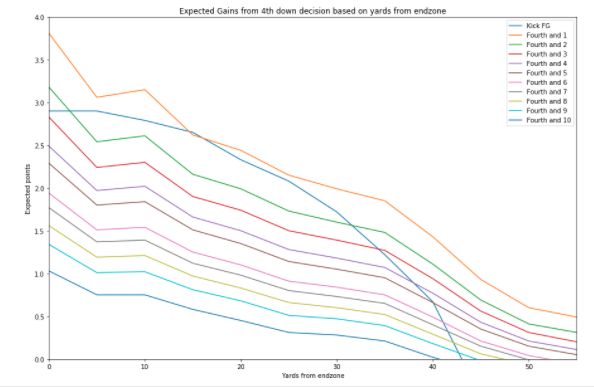 Expected Gains from 4th down decision based on yards from endzone
4.0
3.5
3.0
2.5
2.0
1.5
1.0
0.5
0.0
Expected points
Kick FG
Fourth and 1
Fourth and 2
Fourth and 3
Fourth and 4
Fourth and 5
Fourth and 6
Fourth and 7
Fourth and 8
Fourth and 9
Fourth and 10
0 10 20 30 40 50
Yards from endzone